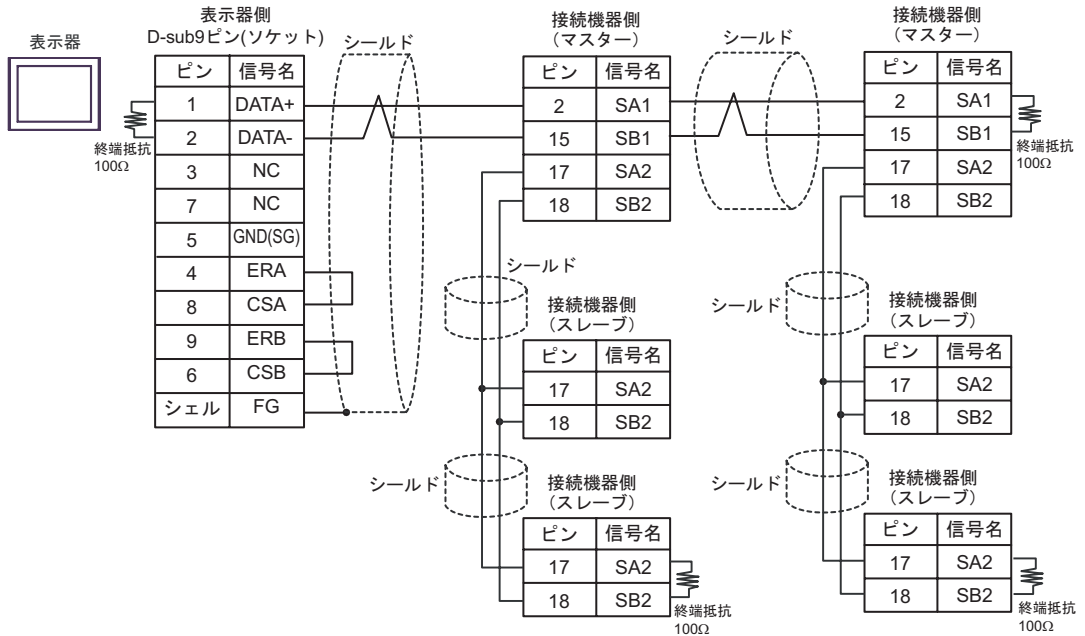 表示器
表示器側
D-sub9ピン(ソケット)
ピン 信号名
1 DATA+
2 DATA-
3 NC
7 NC
5 GND(SG)
4 ERA
8 CSA
9 ERB
6 CSB
シェル FG
終端抵抗
100Ω
シールド
接続機器側
（マスター）
ピン 信号名
2 SA1
15 SB1
17 SA2
18 SB2
シールド
接続機器側
（マスター）
ピン 信号名
2 SA1
15 SB1
17 SA2
18 SB2
終端抵抗
100Ω
シールド
接続機器側
（スレーブ）
ピン 信号名
17 SA2
18 SB2
シールド
接続機器側
（スレーブ）
ピン 信号名
17 SA2
18 SB2
シールド
接続機器側
（スレーブ）
ピン 信号名
17 SA2
18 SB2
終端抵抗
100Ω
シールド
接続機器側
（スレーブ）
ピン 信号名
17 SA2
18 SB2
終端抵抗
100Ω